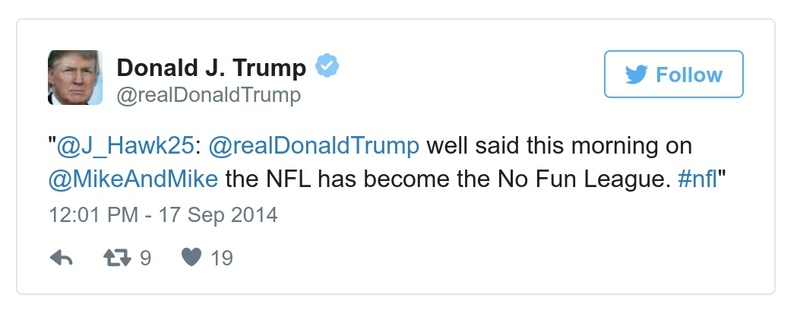 Donald J. Trump
@realDonaldTrump
Follow
"@J_Hawk25: @realDonaldTrump well said this morning on
@MikeAndMike the NFL has become the No Fun League. #nfl"
12:01 PM - 17 Sep 2014
9 19